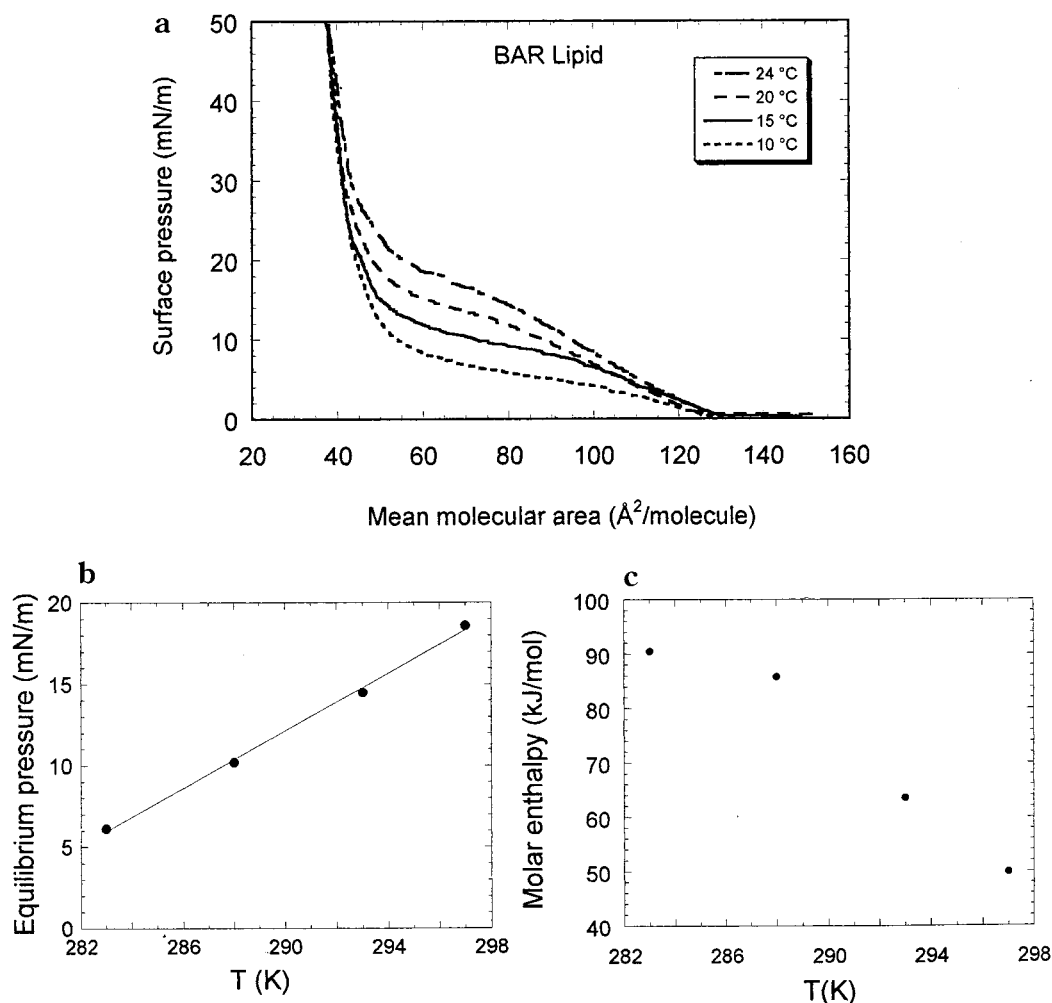 a
BAR Lipid
24 °C
20 °C
15 °C
10 °C
Surface pressure (mN/m)
50
40
30
20
10
0
20 40 60 80 100 120 140 160
Mean molecular area (Å²/molecule)
b
Equilibrium pressure (mN/m)
20
15
10
5
0
282 286 290 294 298
T (K)
c
Molar enthalpy (kJ/mol)
100
90
80
70
60
50
40
282 286 290 294 298
T(K)